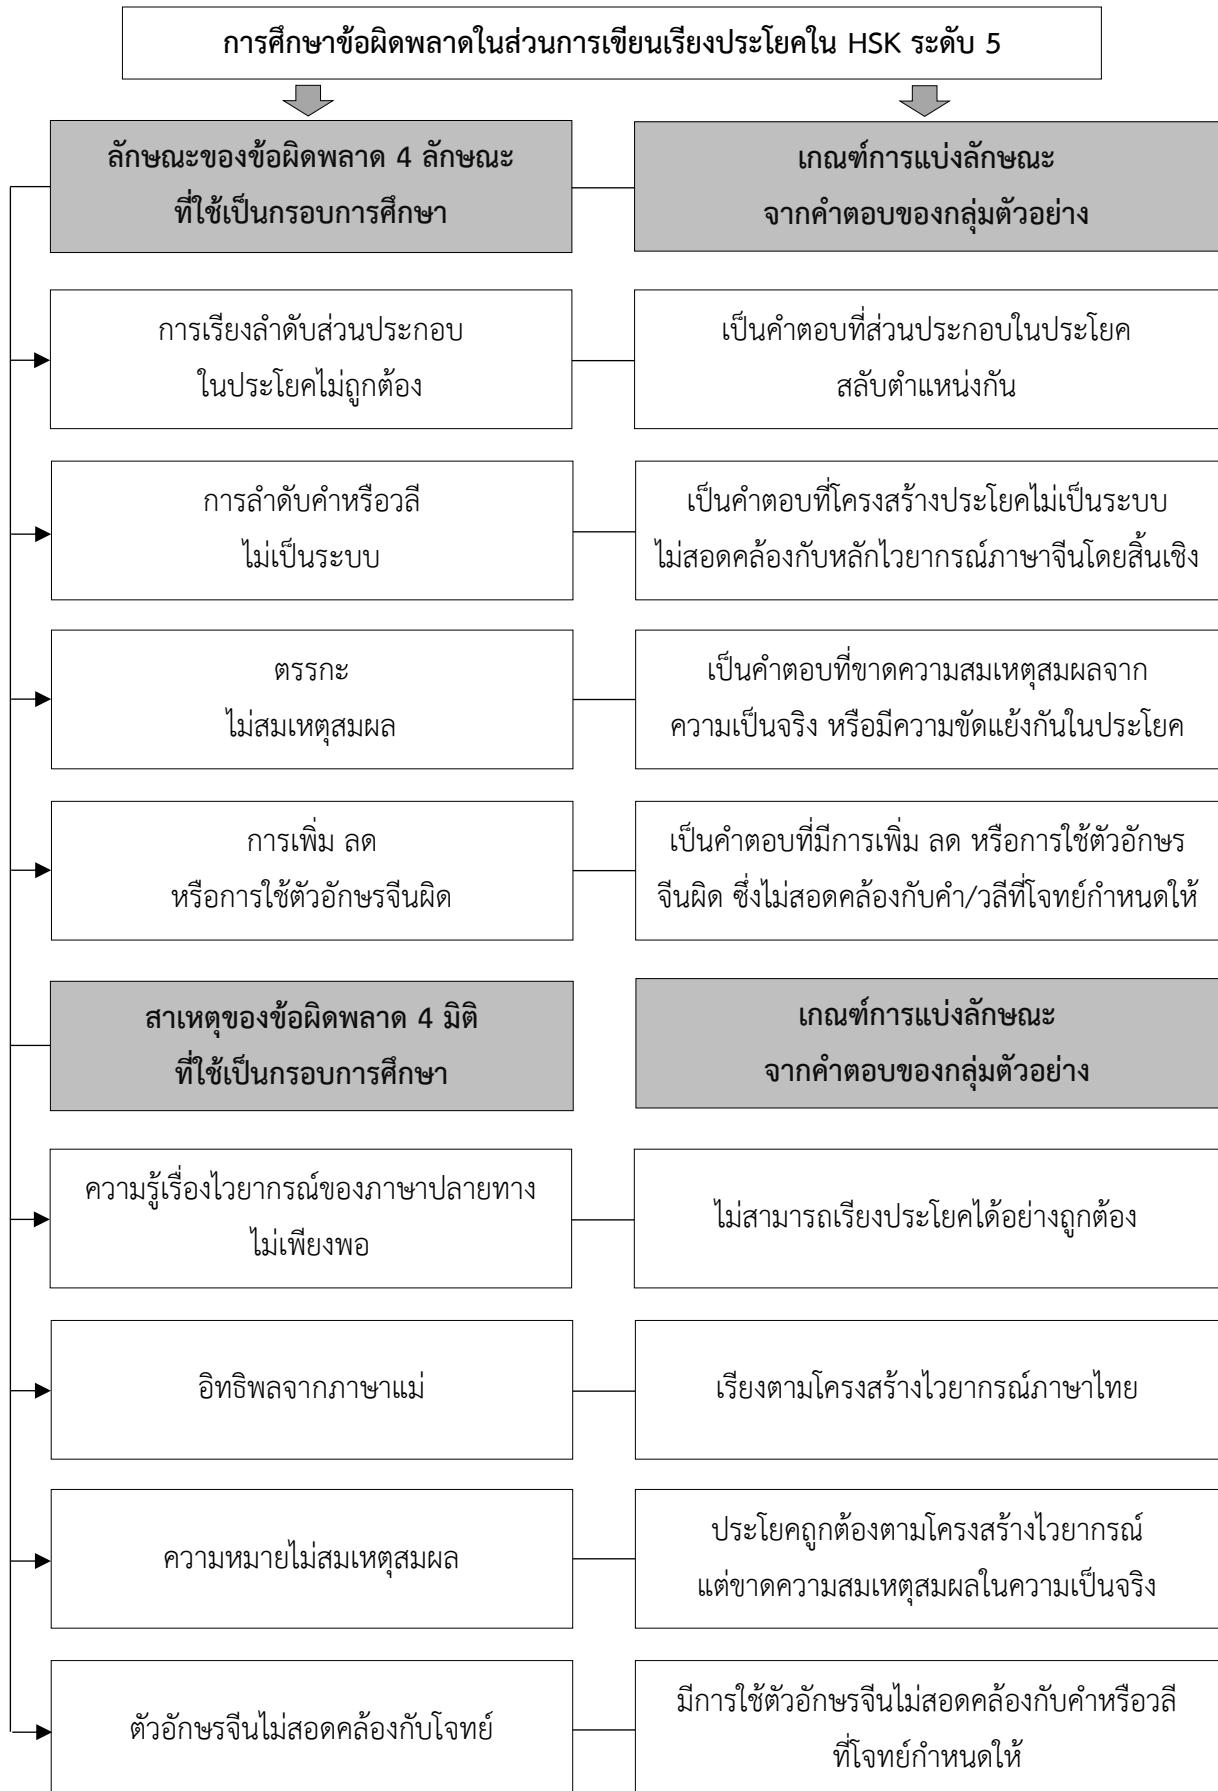 การศึกษาข้อผิดพลาดในส่วนการเขียนเรียงประโยคใน HSK ระดับ 5
ลักษณะของข้อผิดพลาด 4 ลักษณะ
ที่ใช้เป็นกรอบการศึกษา
เกณฑ์การแบ่งลักษณะ
จากคำตอบของกลุ่มตัวอย่าง
การเรียงลำดับส่วนประกอบ
ในประโยคไม่ถูกต้อง
เป็นคำตอบที่ส่วนประกอบในประโยค
สลับตำแหน่งกัน
การลำดับคำหรือวลี
ไม่เป็นระบบ
เป็นคำตอบที่โครงสร้างประโยคไม่เป็นระบบ
ไม่สอดคล้องกับหลักไวยากรณ์ภาษาจีนโดยสิ้นเชิง
ตรรกะ
ไม่สมเหตุสมผล
เป็นคำตอบที่ขาดความสมเหตุสมผลจาก
ความเป็นจริง หรือมีความขัดแย้งกันในประโยค
การเพิ่ม ลด
หรือการใช้ตัวอักษรจีนผิด
เป็นคำตอบที่มีการเพิ่ม ลด หรือการใช้ตัวอักษร
จีนผิด ซึ่งไม่สอดคล้องกับคำ/วลีที่โจทย์กำหนดให้
สาเหตุของข้อผิดพลาด 4 มิติ
ที่ใช้เป็นกรอบการศึกษา
เกณฑ์การแบ่งลักษณะ
จากคำตอบของกลุ่มตัวอย่าง
ความรู้เรื่องไวยากรณ์ของภาษาปลายทาง
ไม่เพียงพอ
ไม่สามารถเรียงประโยคได้อย่างถูกต้อง
อิทธิพลจากภาษาแม่
เรียงตามโครงสร้างไวยากรณ์ภาษาไทย
ความหมายไม่สมเหตุสมผล
ประโยคถูกต้องตามโครงสร้างไวยากรณ์
แต่ขาดความสมเหตุสมผลในความเป็นจริง
ตัวอักษรจีนไม่สอดคล้องกับโจทย์
มีการใช้ตัวอักษรจีนไม่สอดคล้องกับคำหรือวลี
ที่โจทย์กำหนดให้